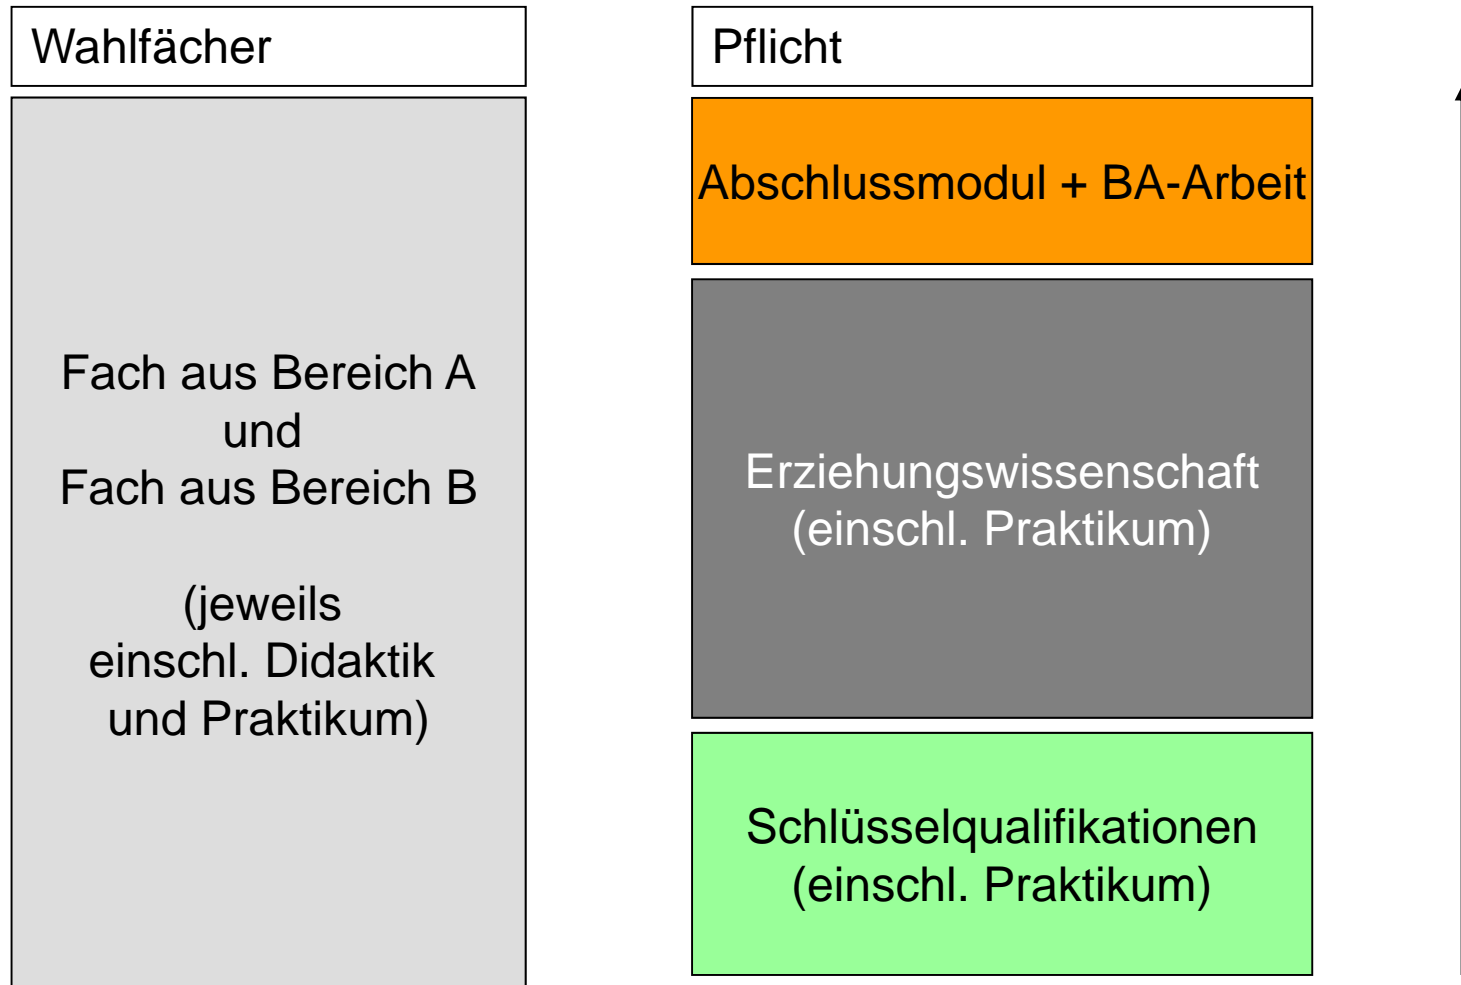 Wahlfächer
Fach aus Bereich A
und
Fach aus Bereich B
(jeweils
einschl. Didaktik
und Praktikum)
Pflicht
Abschlussmodul + BA-Arbeit
Erziehungswissenschaft
(einschl. Praktikum)
Schlüsselqualifikationen
(einschl. Praktikum)